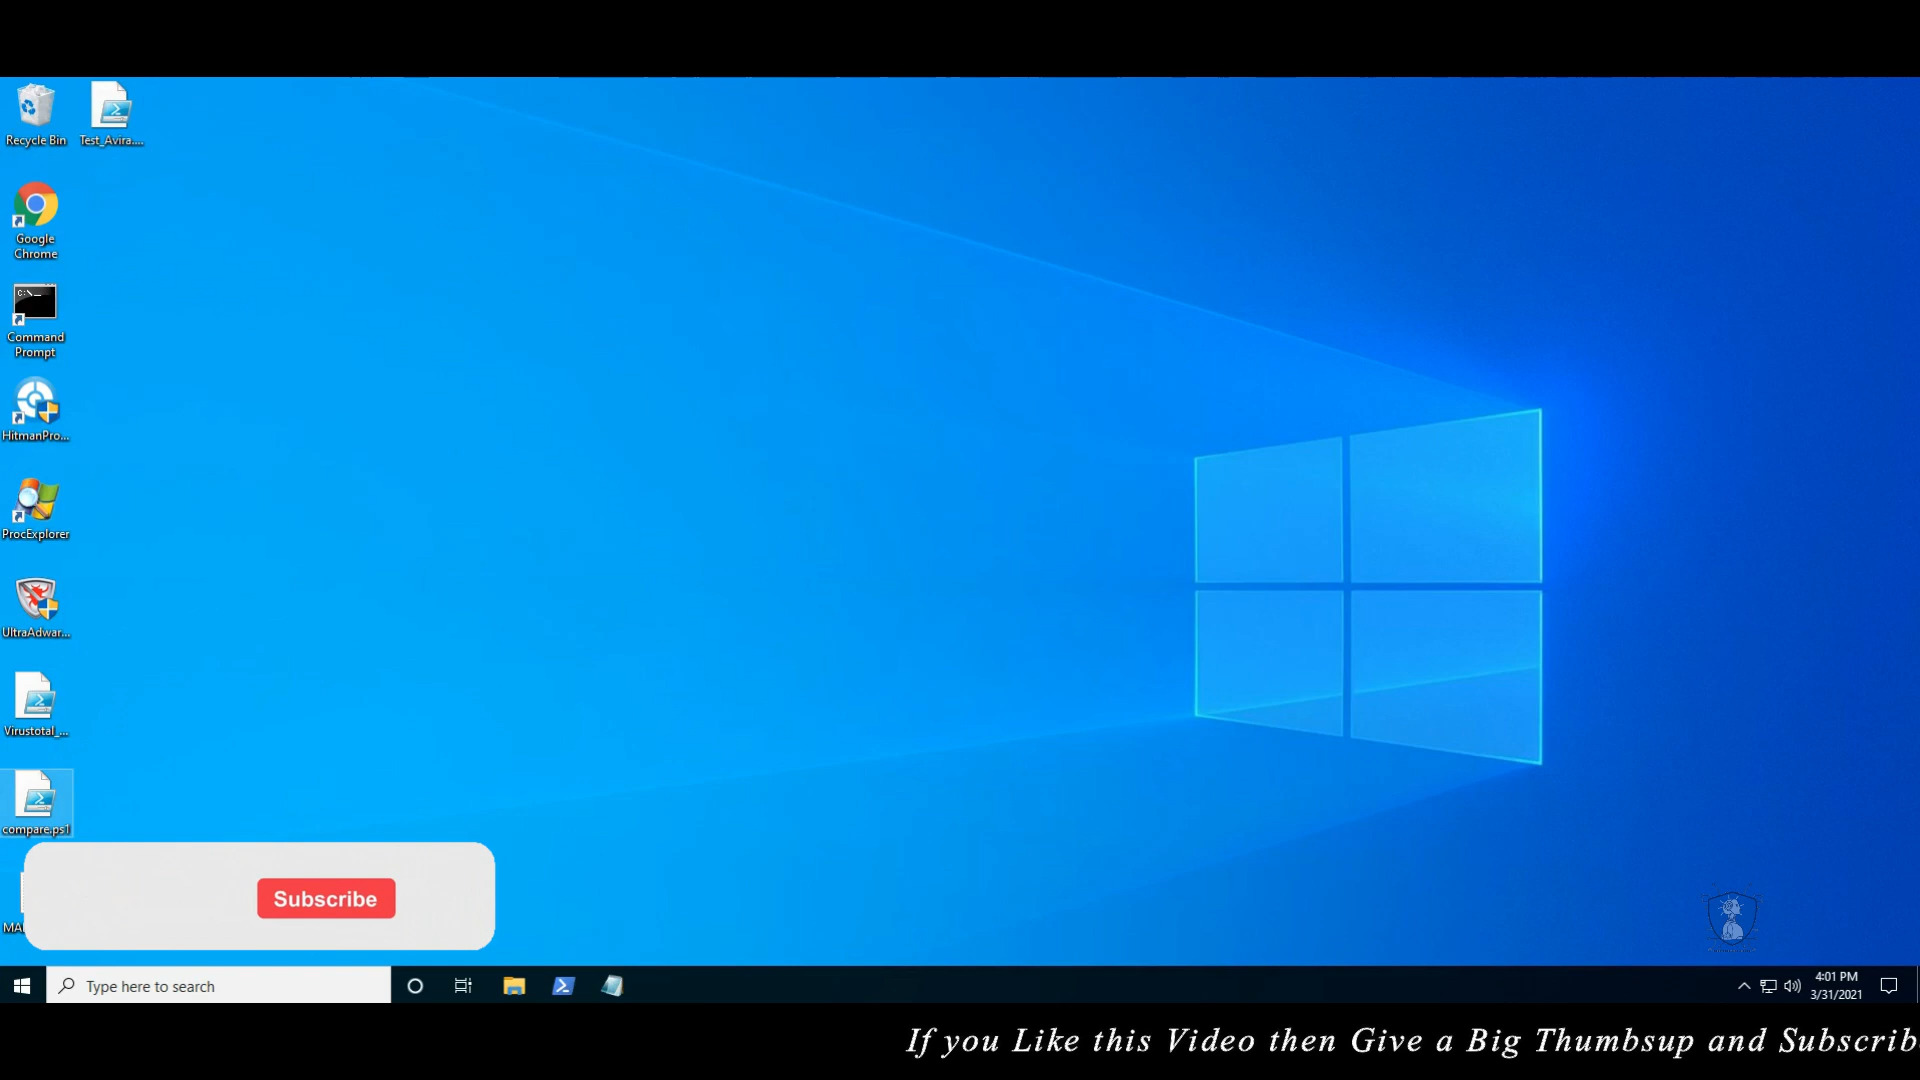 Recycle Bin
Test_Avira....
Google
Chrome
C:\._
Command
Prompt
HitmanPro...
ProcExplorer
UltraAdwar...
Virustotal_...
compare.ps1
Subscribe
Type here to search
4:01 PM
3/31/2021
If you Like this Video then Give a Big Thumbsup and Subscrib